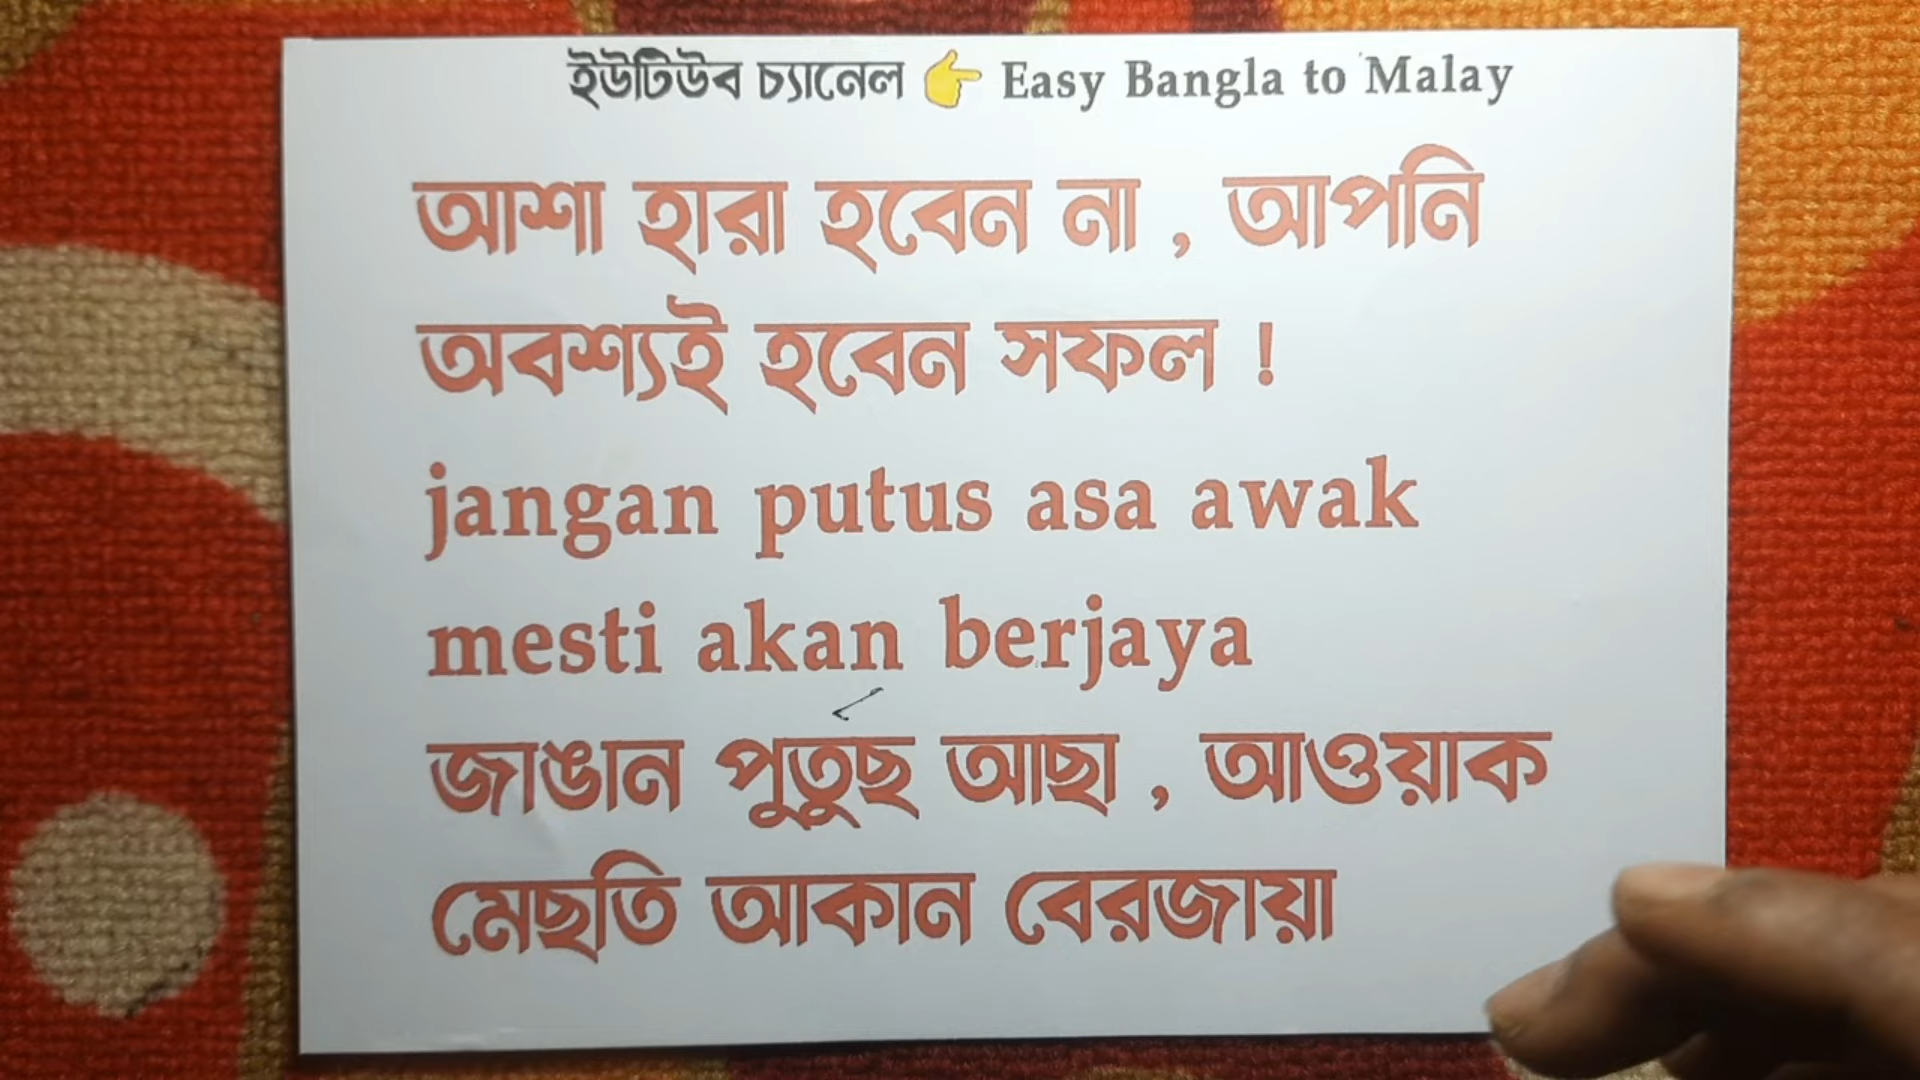 ইউটিউব চ্যানেল 👉 Easy Bangla to Malay
আশা হারা হবেন না , আপনি
অবশ্যই হবেন সফল !
jangan putus asa awak
mesti akan berjaya
জাঙান পুতুছ আছা , আওয়াক
মেছতি আকান বেরজায়া